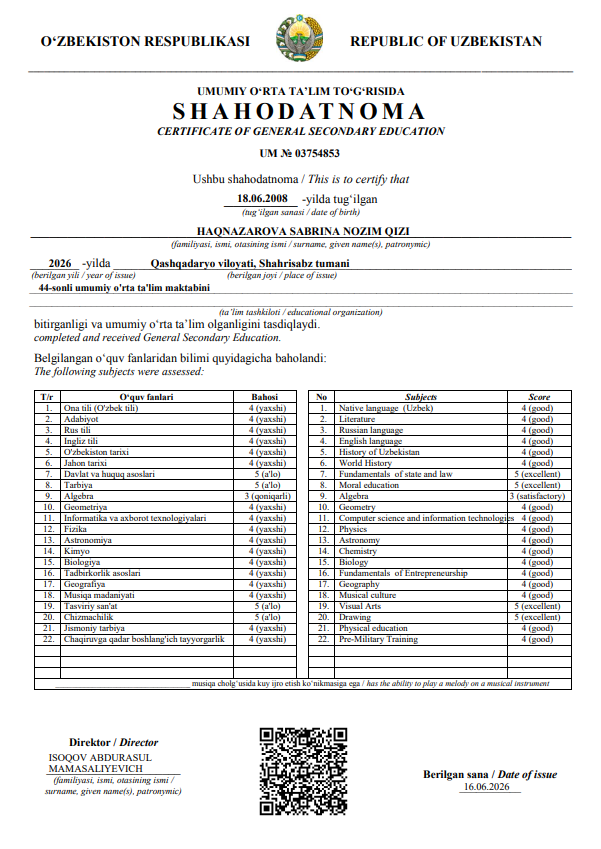 O‘ZBEKISTON RESPUBLIKASI REPUBLIC OF UZBEKISTAN
UMUMIY O‘RTA TA’LIM TO‘G‘RISIDA
SHAHODATNOMA
CERTIFICATE OF GENERAL SECONDARY EDUCATION
UM № 03754853
Ushbu shahodatnoma / This is to certify that
18.06.2008 -yilda tug‘ilgan
(tug‘ilgan sanasi / date of birth)
HAQNAZAROVA SABRINA NOZIM QIZI
(familiyasi, ismi, otasining ismi / surname, given name(s), patronymic)
2026 -yilda Qashqadaryo viloyati, Shahrisabz tumani
(berilgan yili / year of issue) (berilgan joyi / place of issue)
44-sonli umumiy o'rta ta'lim maktabini
(ta’lim tashkiloti / educational organization)
bitirganligi va umumiy o‘rta ta’lim olganligini tasdiqlaydi.
completed and received General Secondary Education.
Belgilangan o‘quv fanlaridan bilimi quyidagicha baholandi:
The following subjects were assessed:
T/r O‘quv fanlari Bahosi No Subjects Score
1. Ona tili (O'zbek tili) 4 (yaxshi) 1. Native language (Uzbek) 4 (good)
2. Adabiyot 4 (yaxshi) 2. Literature 4 (good)
3. Rus tili 4 (yaxshi) 3. Russian language 4 (good)
4. Ingliz tili 4 (yaxshi) 4. English language 4 (good)
5. O'zbekiston tarixi 4 (yaxshi) 5. History of Uzbekistan 4 (good)
6. Jahon tarixi 4 (yaxshi) 6. World History 4 (good)
7. Davlat va huquq asoslari 5 (a'lo) 7. Fundamentals of state and law 5 (excellent)
8. Tarbiya 5 (a'lo) 8. Moral education 5 (excellent)
9. Algebra 3 (qoniqarli) 9. Algebra 3 (satisfactory)
10. Geometriya 4 (yaxshi) 10. Geometry 4 (good)
11. Informatika va axborot texnologiyalari 4 (yaxshi) 11. Computer science and information technologies 4 (good)
12. Fizika 4 (yaxshi) 12. Physics 4 (good)
13. Astronomiya 4 (yaxshi) 13. Astronomy 4 (good)
14. Kimyo 4 (yaxshi) 14. Chemistry 4 (good)
15. Biologiya 4 (yaxshi) 15. Biology 4 (good)
16. Tadbirkorlik asoslari 4 (yaxshi) 16. Fundamentals of Entrepreneurship 4 (good)
17. Geografiya 4 (yaxshi) 17. Geography 4 (good)
18. Musiqa madaniyati 4 (yaxshi) 18. Musical culture 4 (good)
19. Tasviriy san'at 5 (a'lo) 19. Visual Arts 5 (excellent)
20. Chizmachilik 5 (a'lo) 20. Drawing 5 (excellent)
21. Jismoniy tarbiya 4 (yaxshi) 21. Physical education 4 (good)
22. Chaqiruvga qadar boshlang'ich tayyorgarlik 4 (yaxshi) 22. Pre-Military Training 4 (good)
musiqa cholg‘usida kuy ijro etish ko‘nikmasiga ega / has the ability to play a melody on a musical instrument
Direktor / Director
ISOQOV ABDURASUL
MAMASALIYEVICH
(familiyasi, ismi, otasining ismi /
surname, given name(s), patronymic)
Berilgan sana / Date of issue
16.06.2026